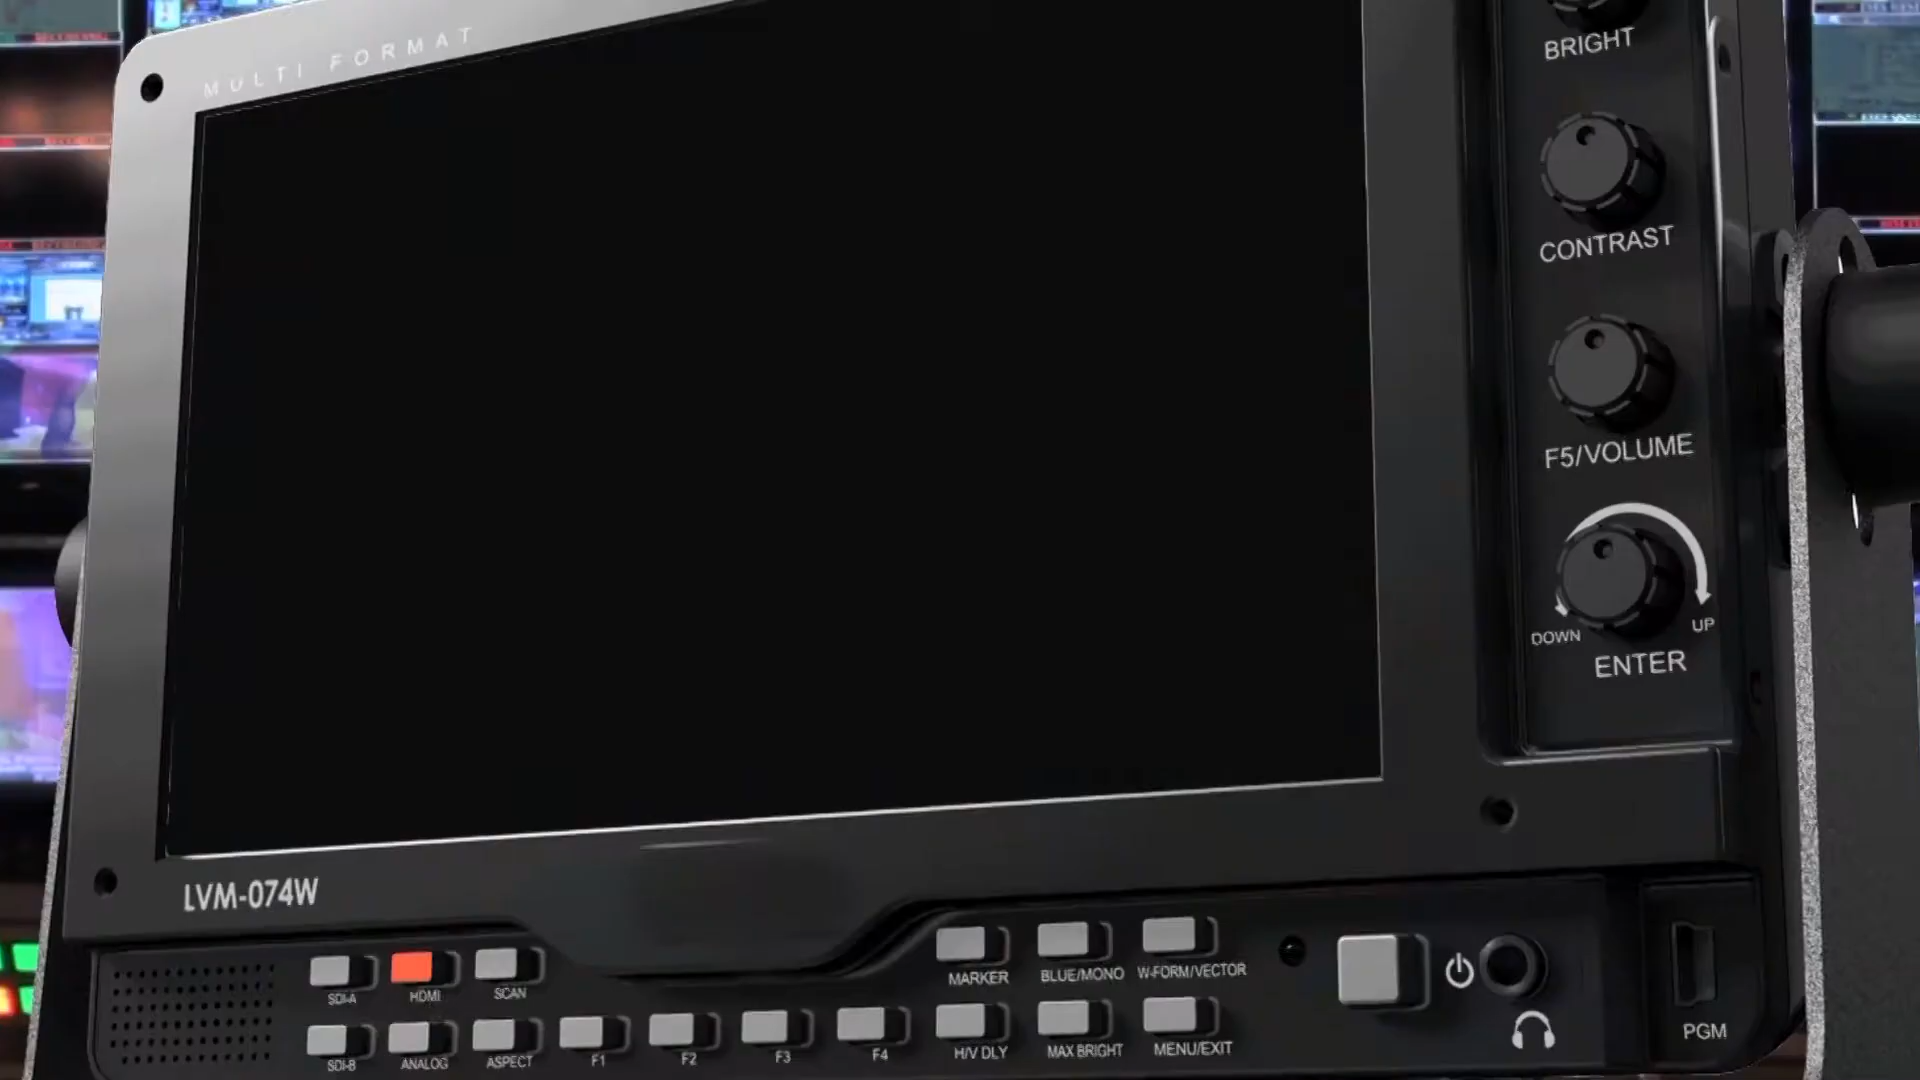 MULTI FORMAT
BRIGHT
CONTRAST
F5/VOLUME
DOWN UP
ENTER
LVM-074W
SDI-A HDMI SCAN MARKER BLUE/MONO W-FORM/VECTOR
SDI-B ANALOG ASPECT F1 F2 F3 F4 H/V DLY MAX BRIGHT MENU/EXIT
PGM